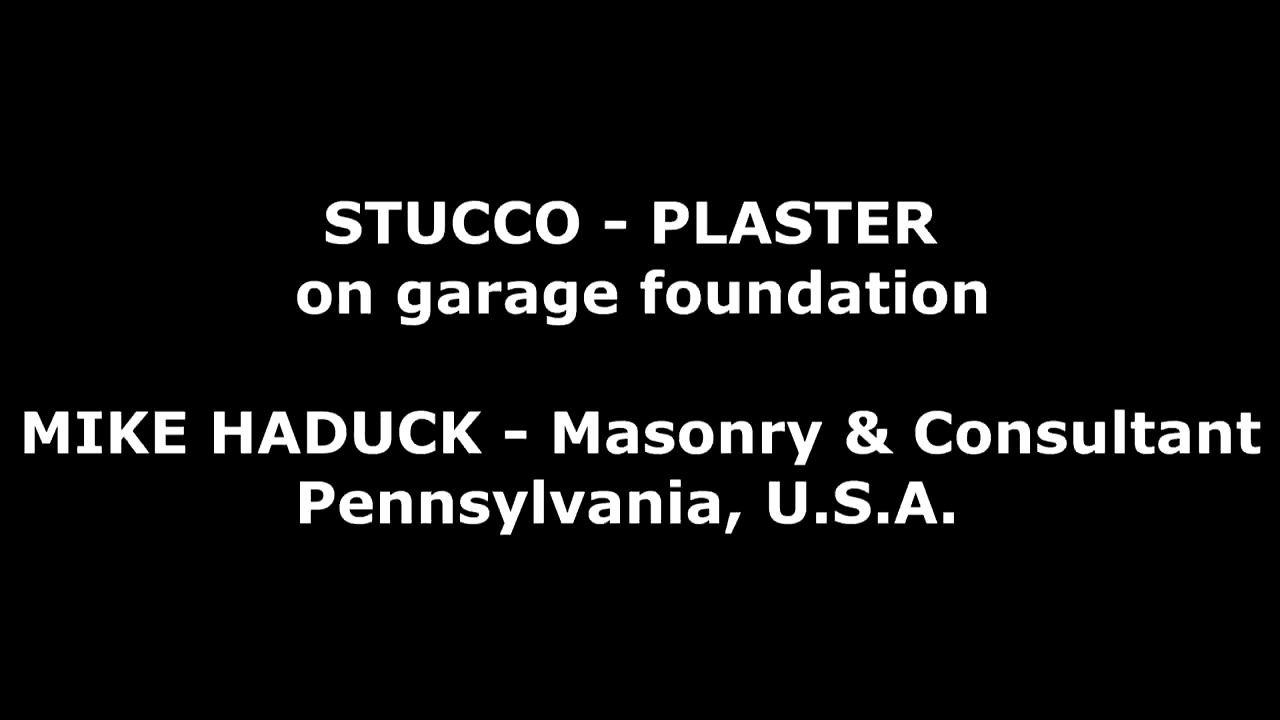 STUCCO - PLASTER
on garage foundation
MIKE HADUCK - Masonry & Consultant
Pennsylvania, U.S.A.